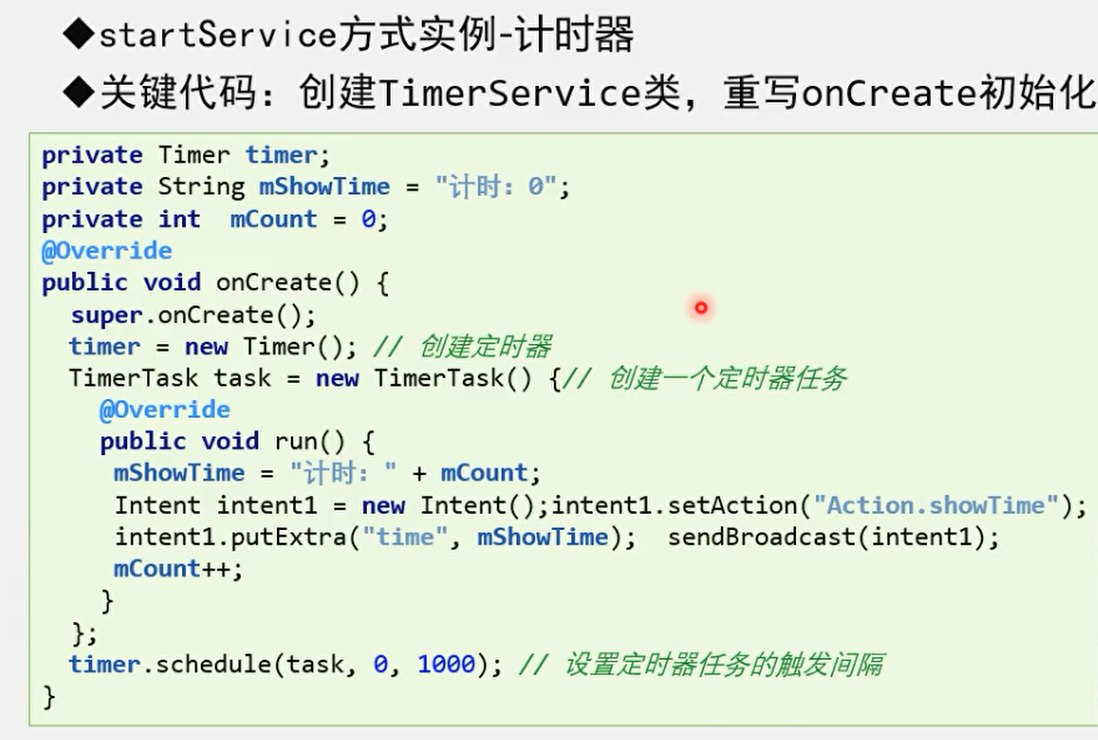 ◆startService方式实例-计时器
◆关键代码：创建TimerService类，重写onCreate初始化
private Timer timer;
private String mShowTime = "计时：0";
private int  mCount = 0;
@Override
public void onCreate() {
  super.onCreate();
  timer = new Timer(); // 创建定时器
  TimerTask task = new TimerTask() {// 创建一个定时器任务
    @Override
    public void run() {
     mShowTime = "计时：" + mCount;
     Intent intent1 = new Intent();intent1.setAction("Action.showTime");
     intent1.putExtra("time", mShowTime);  sendBroadcast(intent1);
     mCount++;
    }
  };
  timer.schedule(task, 0, 1000); // 设置定时器任务的触发间隔
}